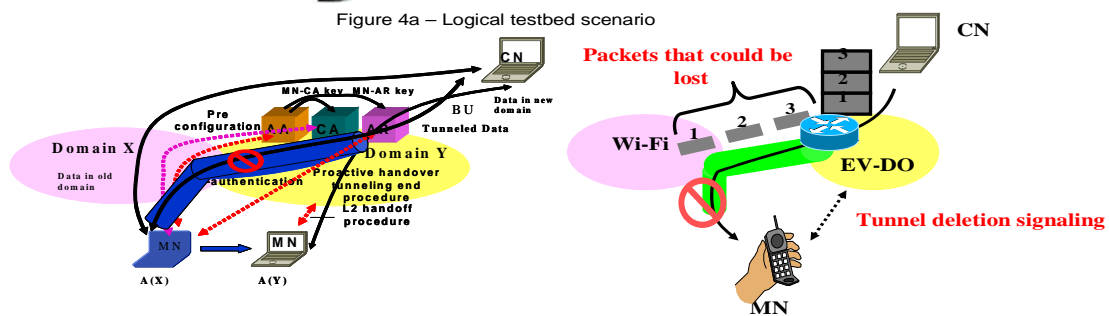 Figure 4a – Logical testbed scenario
CN
MN-CA key MN-AR key
BU
Data in new
domain
Pre
configuration
AA
CA
AR
Tunneled Data
Domain X
Domain Y
Data in old
domain
-authentication
Proactive handover
tunneling end
procedure
L2 handoff
procedure
MN
MN
A(X)
A(Y)
CN
Packets that could be
lost
3
2
1
3
2
1
Wi-Fi
EV-DO
Tunnel deletion signaling
MN